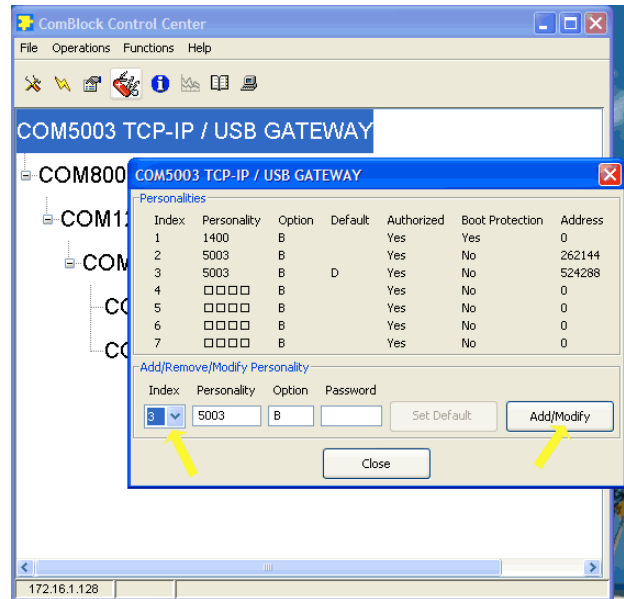 ComBlock Control Center
File Operations Functions Help
COM5003 TCP-IP / USB GATEWAY
COM800
COM5003 TCP-IP / USB GATEWAY
Personalities
Index Personality Option Default Authorized Boot Protection Address
1 1400 B Yes Yes 0
2 5003 B Yes No 262144
3 5003 B D Yes No 524288
4 □□□□ B Yes No 0
5 □□□□ B Yes No 0
6 □□□□ B Yes No 0
7 □□□□ B Yes No 0
COM12
COM
CO
CO
Add/Remove/Modify Personality
Index Personality Option Password
3 5003 B Set Default Add/Modify
Close
172.16.1.128